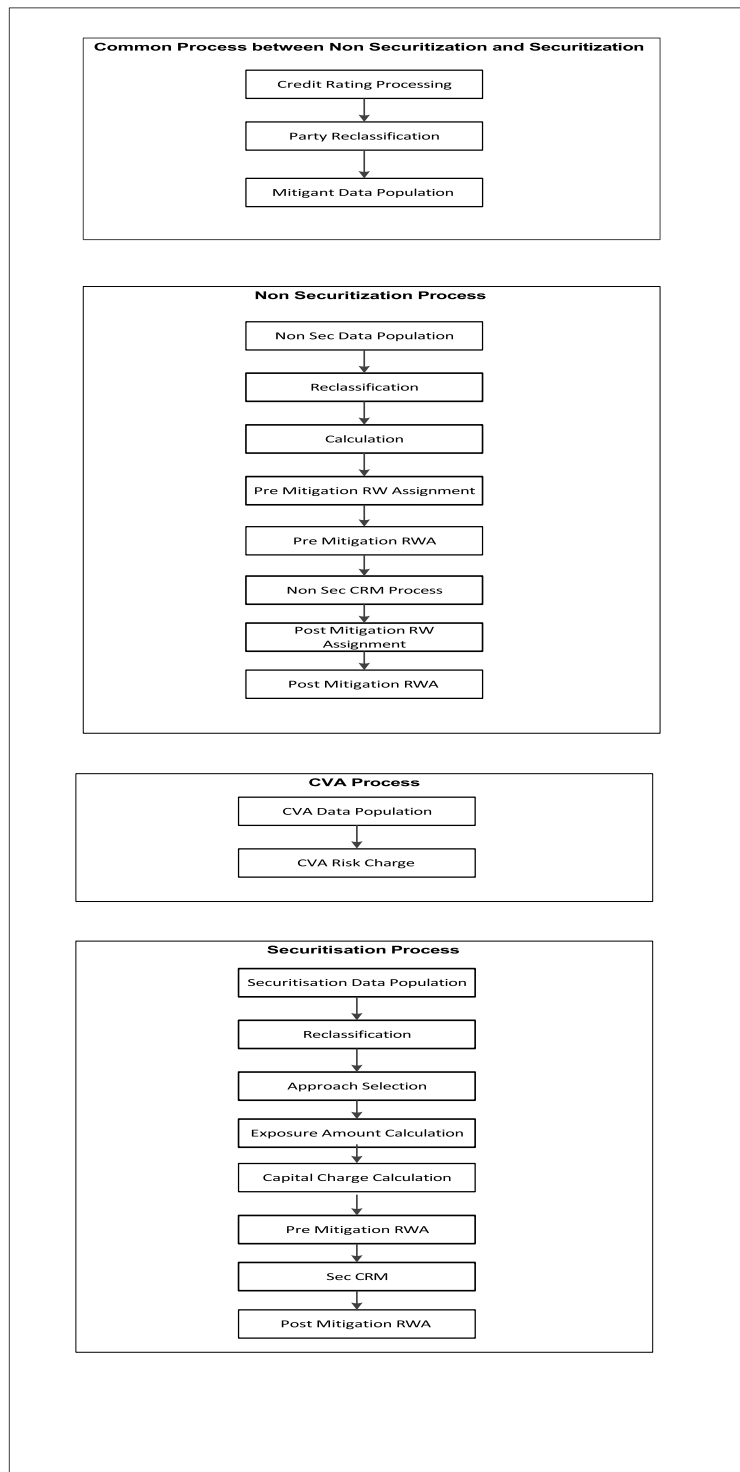 Common Process between Non Securitization and Securitization
Credit Rating Processing
Party Reclassification
Mitigant Data Population
Non Securitization Process
Non Sec Data Population
Reclassification
Calculation
Pre Mitigation RW Assignment
Pre Mitigation RWA
Non Sec CRM Process
Post Mitigation RW
Assignment
Post Mitigation RWA
CVA Process
CVA Data Population
CVA Risk Charge
Securitisation Process
Securitisation Data Population
Reclassification
Approach Selection
Exposure Amount Calculation
Capital Charge Calculation
Pre Mitigation RWA
Sec CRM
Post Mitigation RWA